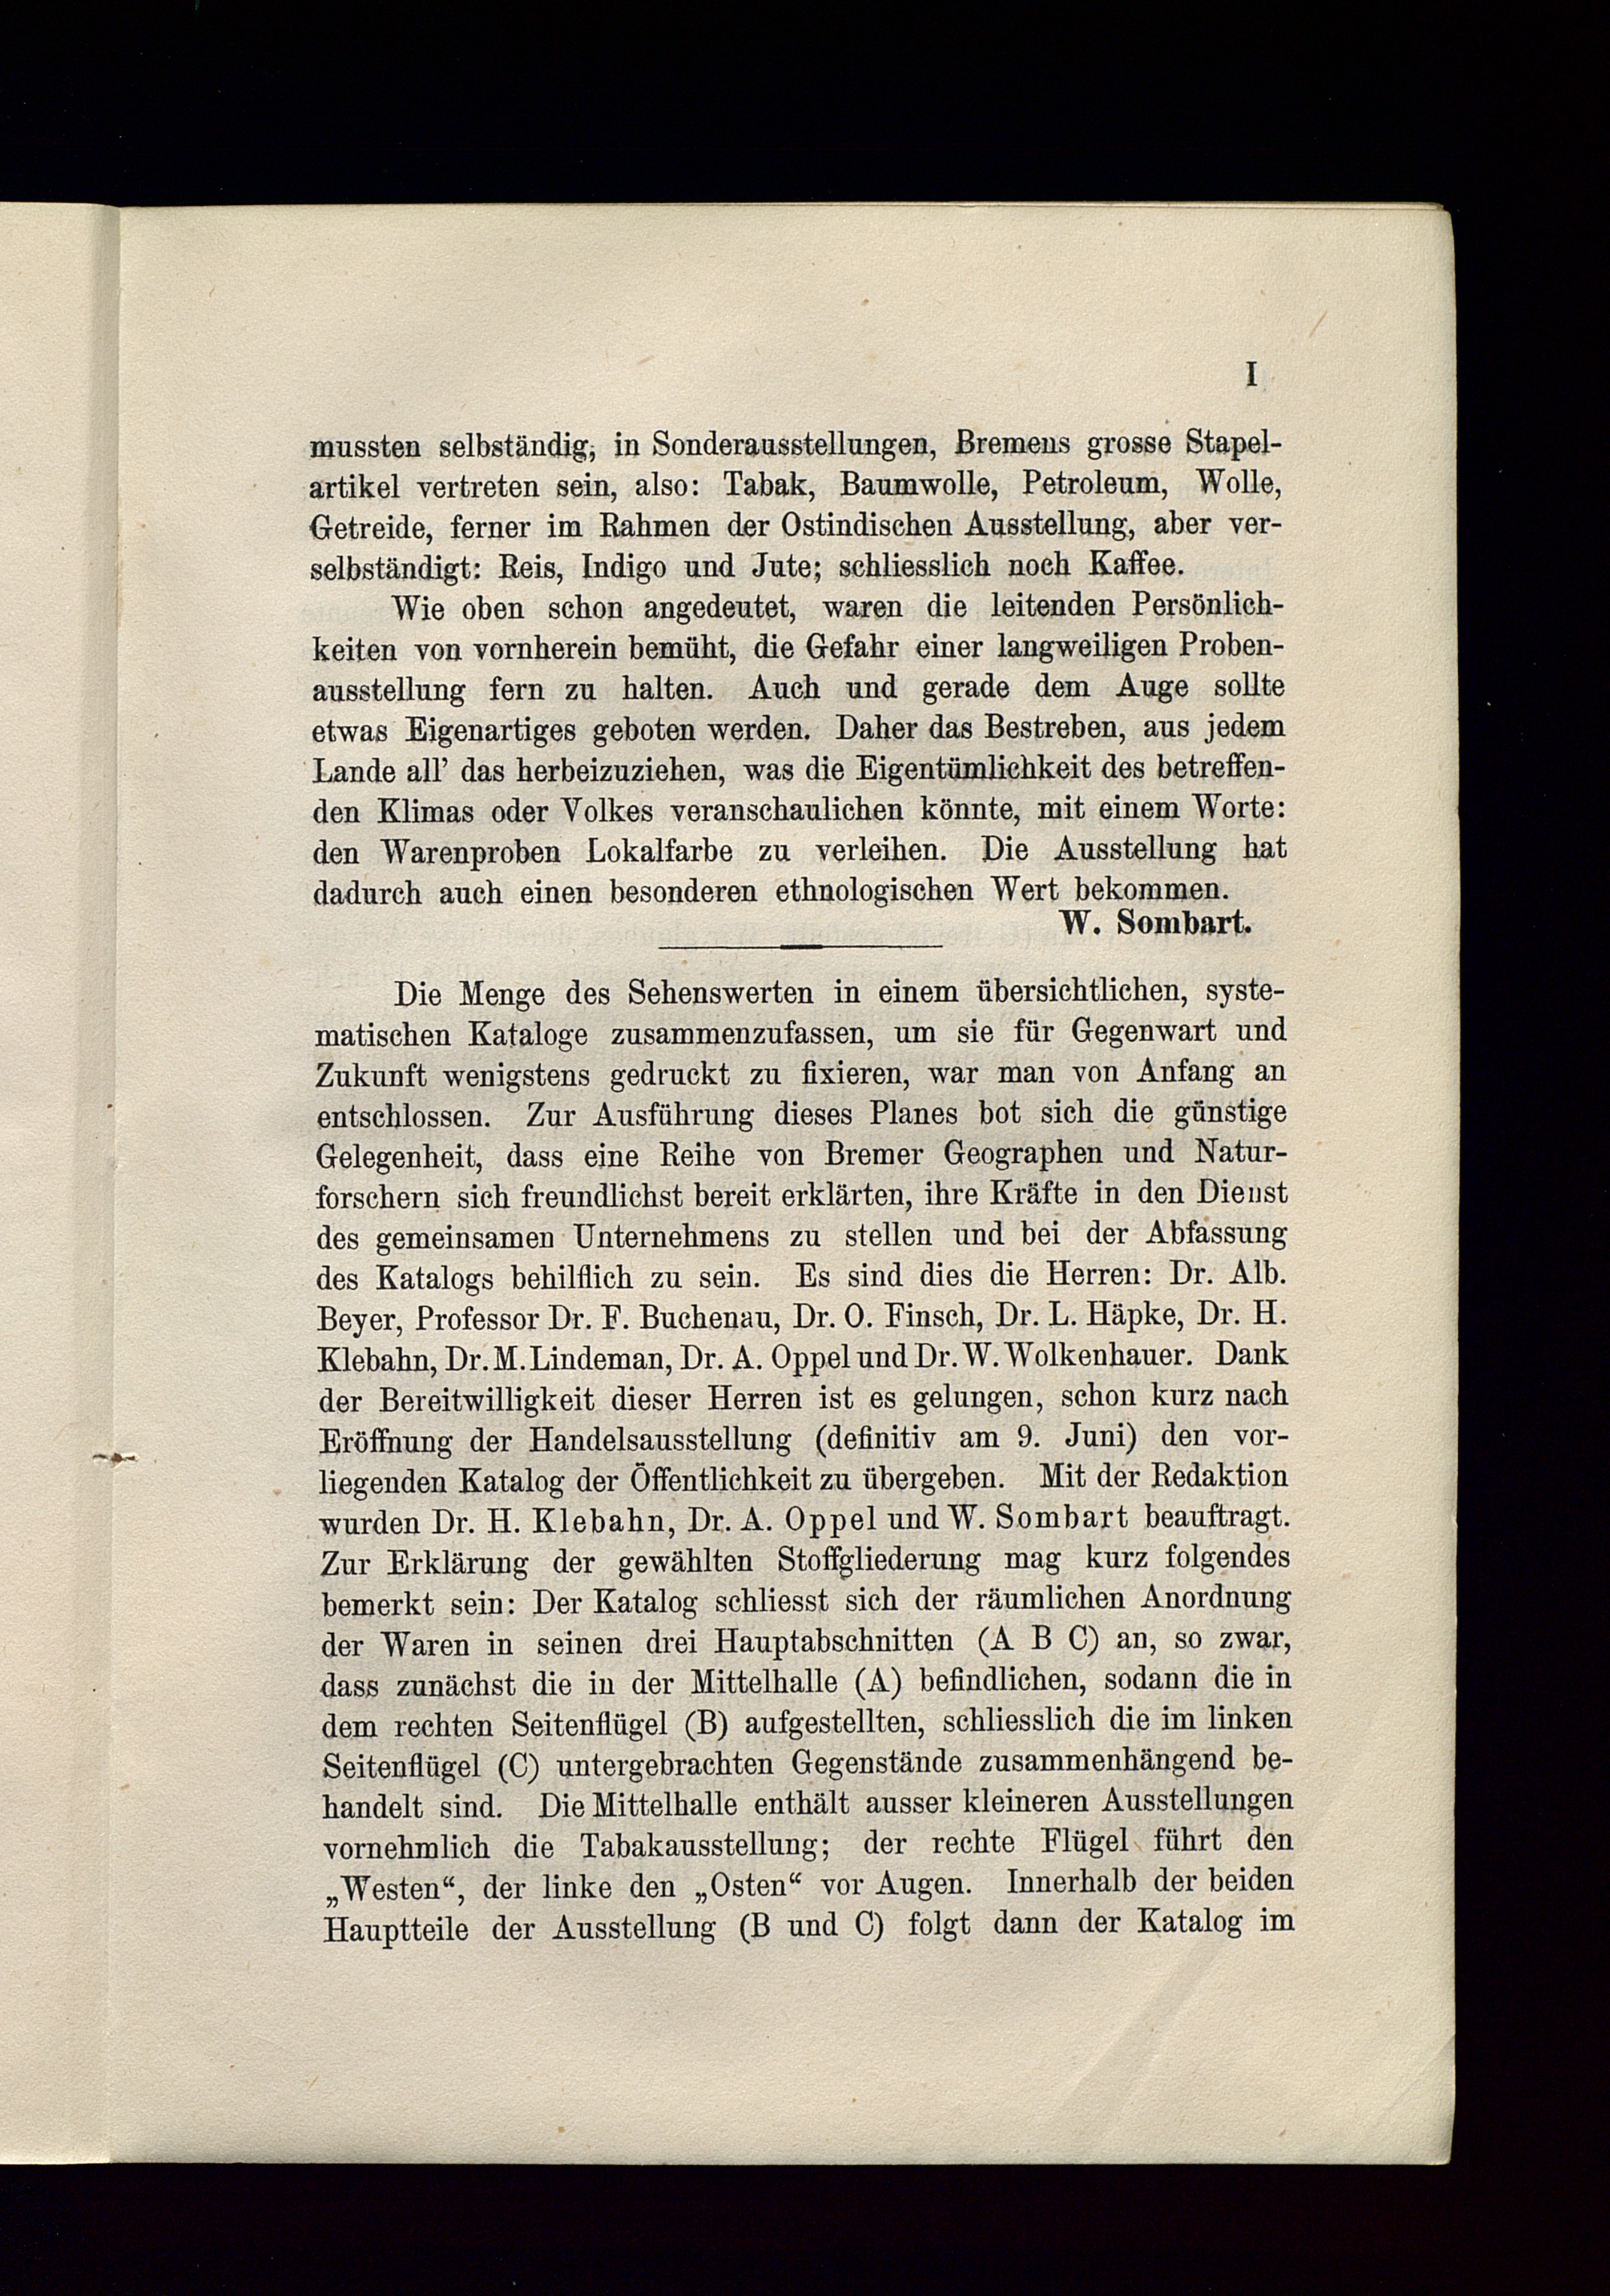 I
mussten selbständig, in Sonderausstellungen, Bremens grosse Stapel-
artikel vertreten sein, also: Tabak, Baumwolle, Petroleum, Wolle,
Getreide, ferner im Rahmen der Ostindischen Ausstellung, aber ver-
selbständigt: Reis, Indigo und Jute; schliesslich noch Kaffee.
Wie oben schon angedeutet, waren die leitenden Persönlich-
keiten von vornherein bemüht, die Gefahr einer langweiligen Proben-
ausstellung fern zu halten. Auch und gerade dem Auge sollte
etwas Eigenartiges geboten werden. Daher das Bestreben, aus jedem
Lande all' das herbeizuziehen, was die Eigentümlichkeit des betreffen-
den Klimas oder Volkes veranschaulichen könnte, mit einem Worte:
den Warenproben Lokalfarbe zu verleihen. Die Ausstellung hat
dadurch auch einen besonderen ethnologischen Wert bekommen.
W. Sombart.
Die Menge des Sehenswerten in einem übersichtlichen, syste-
matischen Kataloge zusammenzufassen, um sie für Gegenwart und
Zukunft wenigstens gedruckt zu fixieren, war man von Anfang an
entschlossen. Zur Ausführung dieses Planes bot sich die günstige
Gelegenheit, dass eine Reihe von Bremer Geographen und Natur-
forschern sich freundlichst bereit erklärten, ihre Kräfte in den Dienst
des gemeinsamen Unternehmens zu stellen und bei der Abfassung
des Katalogs behilflich zu sein. Es sind dies die Herren: Dr. Alb.
Beyer, Professor Dr. F. Buchenau, Dr. O. Finsch, Dr. L. Häpke, Dr. H.
Klebahn, Dr. M. Lindeman, Dr. A. Oppel und Dr. W. Wolkenhauer. Dank
der Bereitwilligkeit dieser Herren ist es gelungen, schon kurz nach
Eröffnung der Handelsausstellung (definitiv am 9. Juni) den vor-
liegenden Katalog der Öffentlichkeit zu übergeben. Mit der Redaktion
wurden Dr. H. Klebahn, Dr. A. Oppel und W. Sombart beauftragt.
Zur Erklärung der gewählten Stoffgliederung mag kurz folgendes
bemerkt sein: Der Katalog schliesst sich der räumlichen Anordnung
der Waren in seinen drei Hauptabschnitten (A B C) an, so zwar,
dass zunächst die in der Mittelhalle (A) befindlichen, sodann die in
dem rechten Seitenflügel (B) aufgestellten, schliesslich die im linken
Seitenflügel (C) untergebrachten Gegenstände zusammenhängend be-
handelt sind. Die Mittelhalle enthält ausser kleineren Ausstellungen
vornehmlich die Tabakausstellung; der rechte Flügel führt den
„Westen“, der linke den „Osten“ vor Augen. Innerhalb der beiden
Hauptteile der Ausstellung (B und C) folgt dann der Katalog im